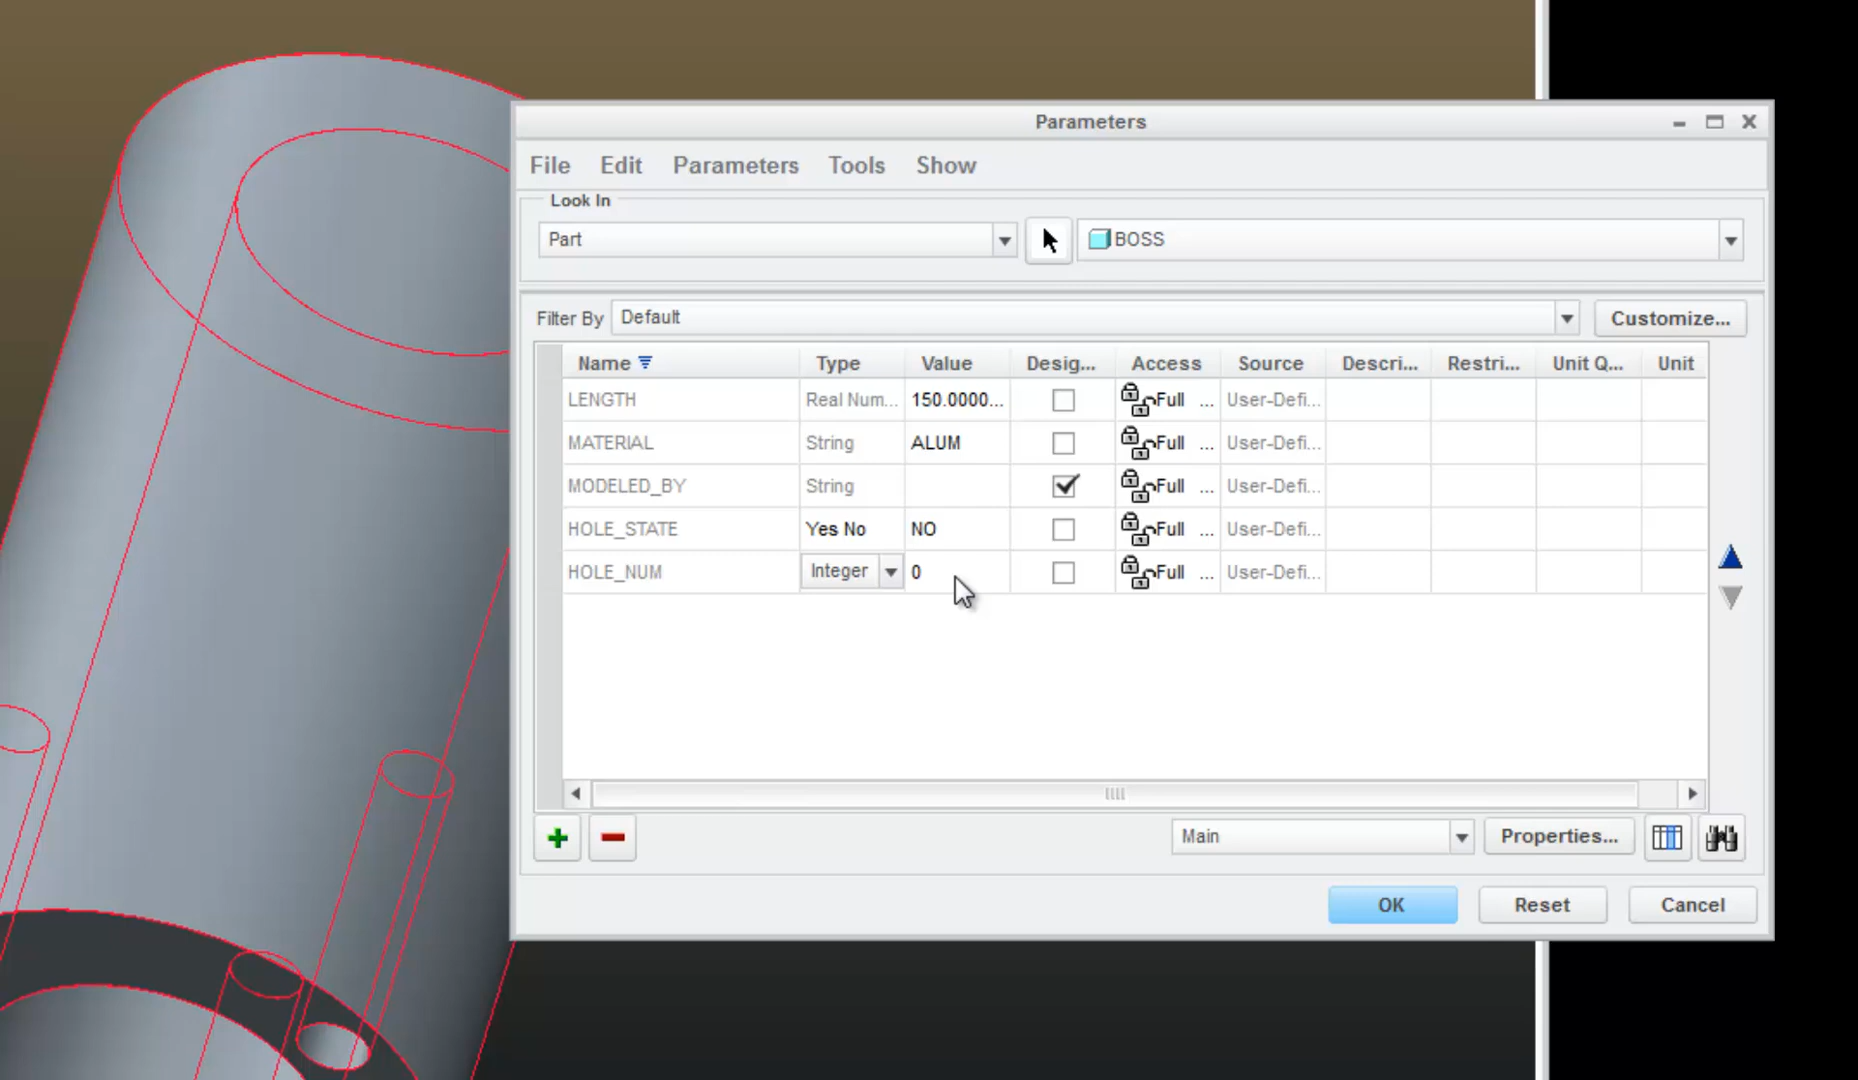 Parameters
File Edit Parameters Tools Show
Look In
Part BOSS
Filter By Default Customize...
Name Type Value Desig... Access Source Descri... Restri... Unit Q... Unit
LENGTH Real Num... 150.0000... Full ... User-Defi...
MATERIAL String ALUM Full ... User-Defi...
MODELED_BY String Full ... User-Defi...
HOLE_STATE Yes No NO Full ... User-Defi...
HOLE_NUM Integer 0 Full ... User-Defi...
Main Properties...
OK Reset Cancel